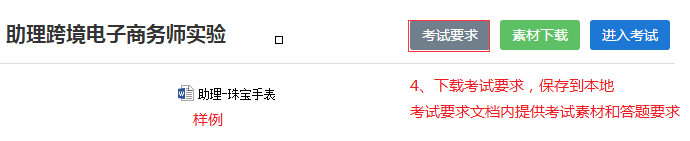 助理跨境电子商务师实验
考试要求
素材下载
进入考试
助理-珠宝手表
样例
4、下载考试要求，保存到本地
考试要求文档内提供考试素材和答题要求